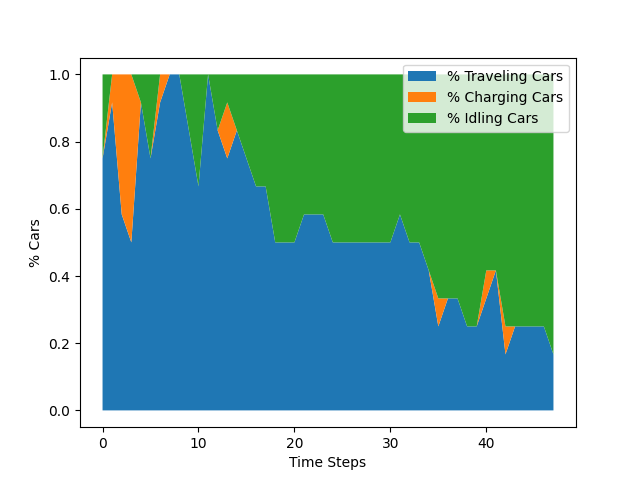 % Traveling Cars
% Charging Cars
% Idling Cars
% Cars
1.0
0.8
0.6
0.4
0.2
0.0
0 10 20 30 40
Time Steps